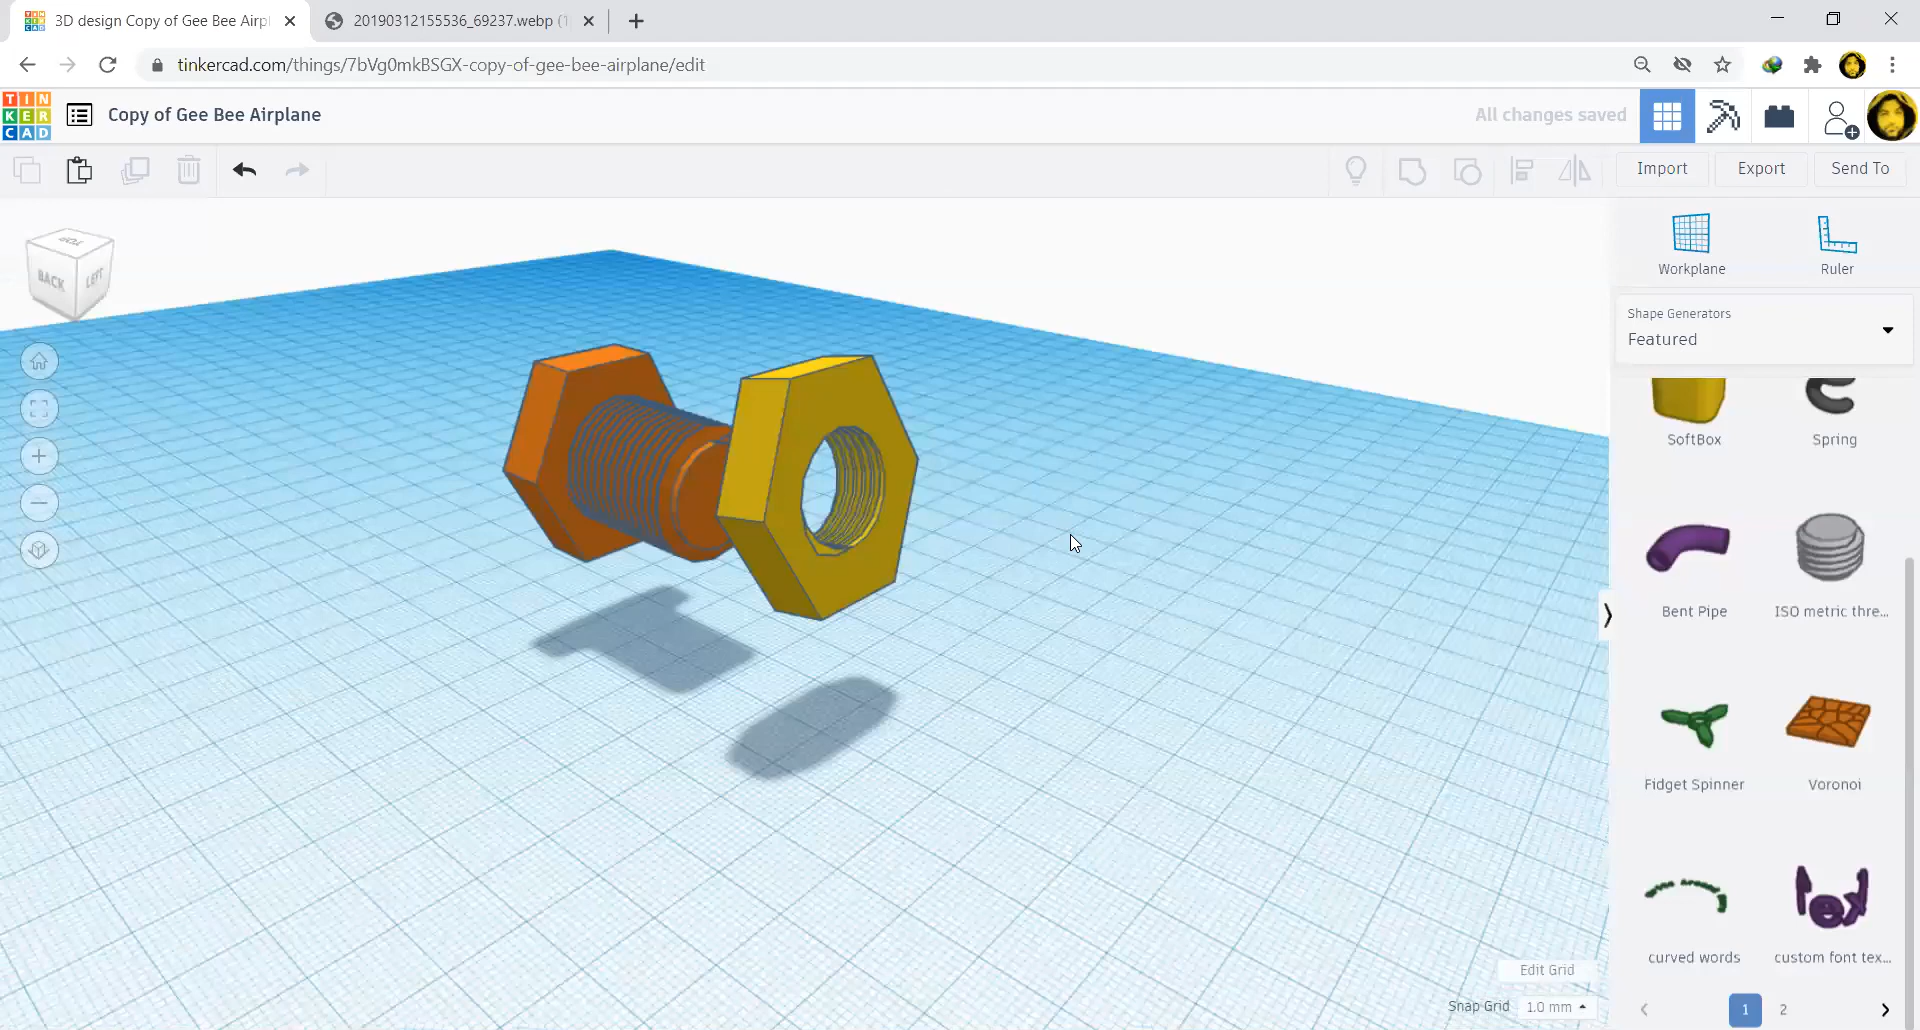 3D design Copy of Gee Bee Airpl
20190312155536_69237.webp (1
tinkercad.com/things/7bVg0mkBSGX-copy-of-gee-bee-airplane/edit
TIN
KER
CAD
Copy of Gee Bee Airplane
All changes saved
Import
Export
Send To
TOP
BACK
LEFT
Workplane
Ruler
Shape Generators
Featured
SoftBox
Spring
Bent Pipe
ISO metric thre...
Fidget Spinner
Voronoi
curved words
custom font tex...
Edit Grid
Snap Grid
1.0 mm
1
2